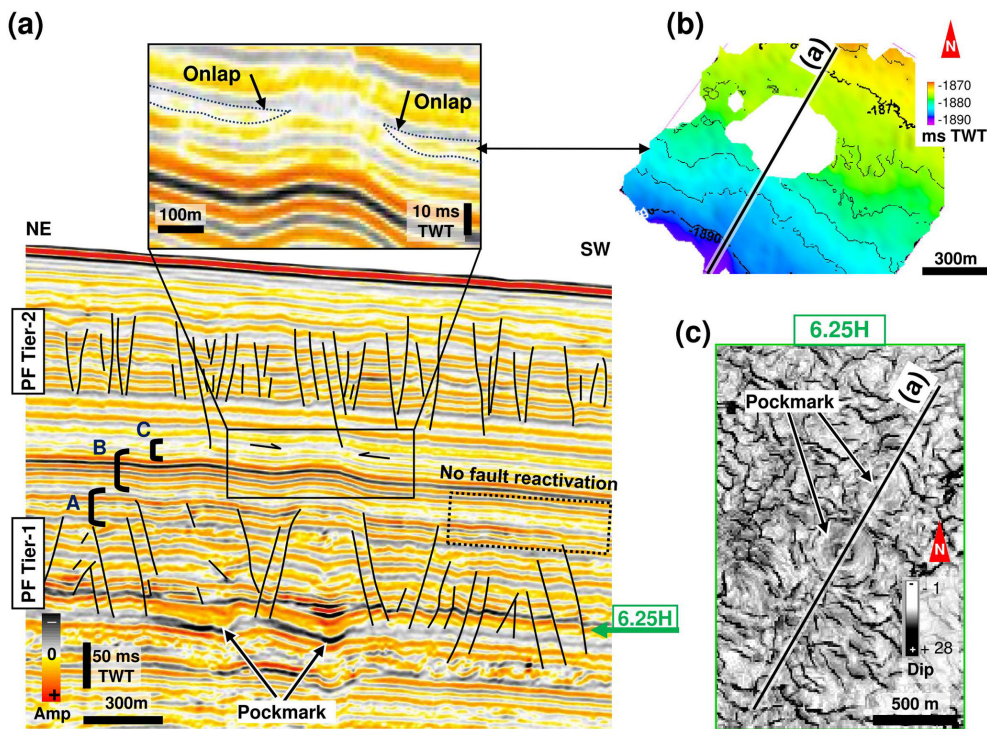 (a)
Onlap
Onlap
100m
10 ms
TWT
NE
SW
PF Tier-2
C
B
A
No fault reactivation
PF Tier-1
6.25H
−
0
+
Amp
50 ms
TWT
300m
Pockmark
(b)
(a)
N
-1870
-1880
-1890
ms TWT
-187
-1890
300m
(c)
6.25H
Pockmark
(a)
N
-
- 1
+
+ 28
Dip
500 m